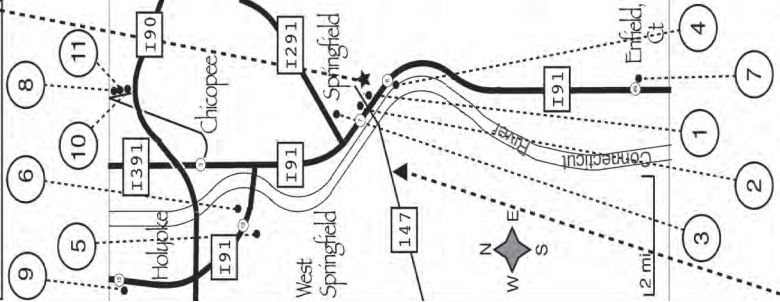 I90
I291
I391
I91
I91
I91
147
Chicopee
Springfield
Holyoke
West
Springfield
Enfield,
Ct
Connecticut
River
N
E
S
W
2 mi.
8
11
10
6
5
9
4
7
1
2
3